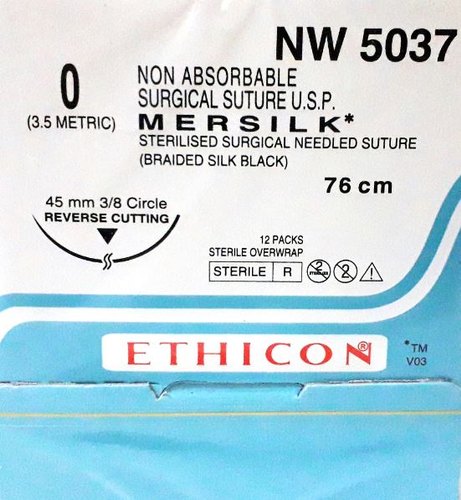 NW 5037
0
(3.5 METRIC)
NON ABSORBABLE
SURGICAL SUTURE U.S.P.
MERSILK*
STERILISED SURGICAL NEEDLED SUTURE
(BRAIDED SILK BLACK)
76 cm
45 mm 3/8 Circle
REVERSE CUTTING
12 PACKS
STERILE OVERWRAP
STERILE R
ETHICON®
*TM
V03